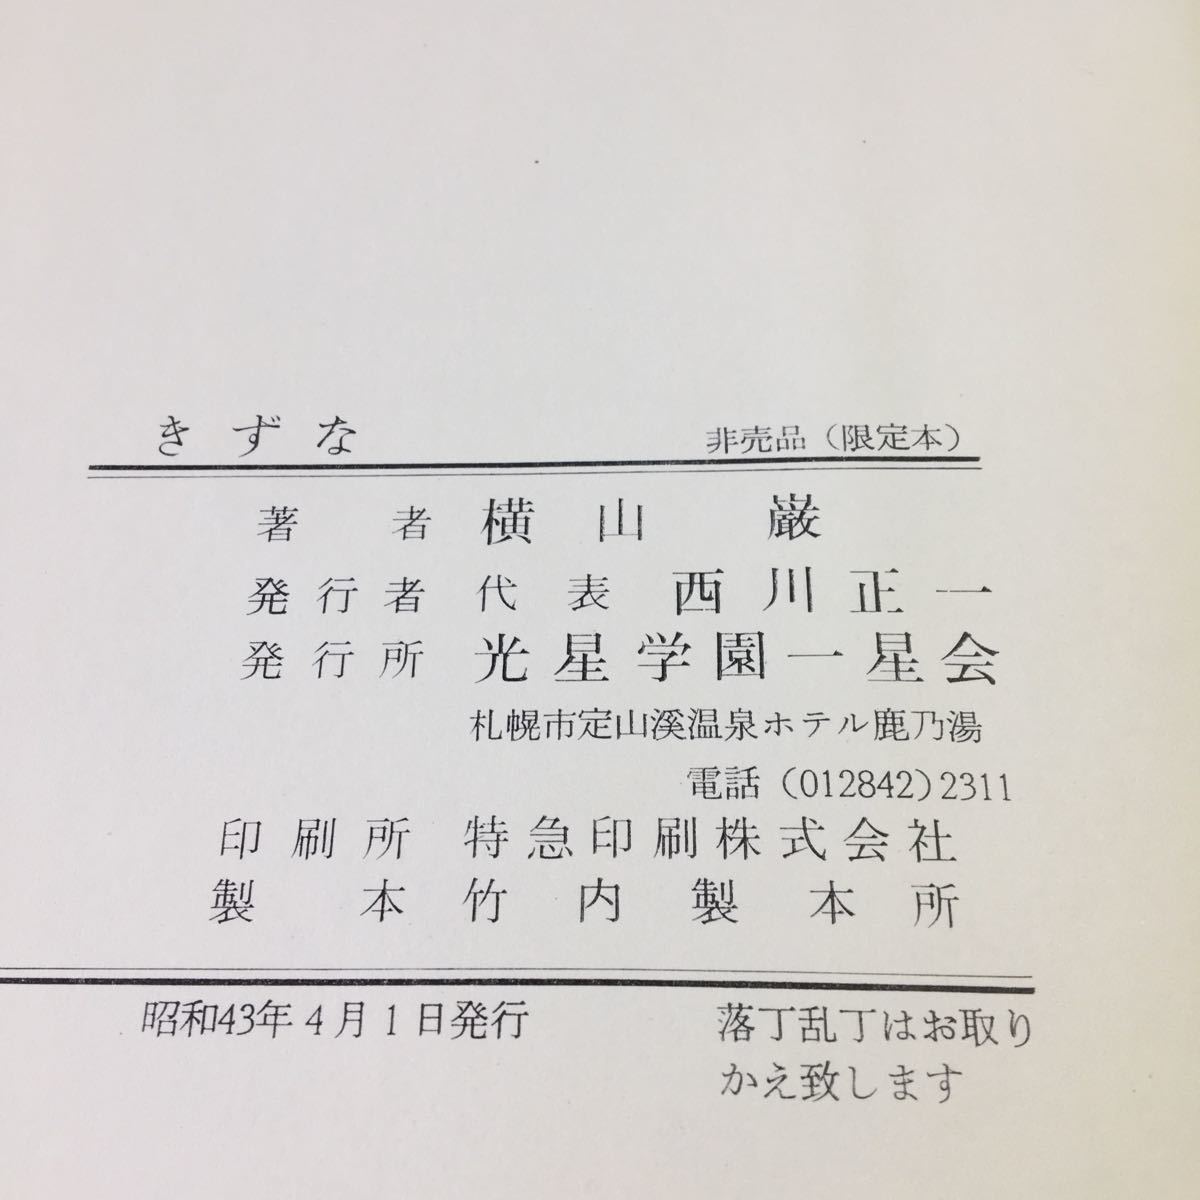 きずな 非売品（限定本）
著者 横山 巌
発行者 代表 西川正一
発行所 光星学園一星会
札幌市定山溪温泉ホテル鹿乃湯
電話（012842）2311
印刷所 特急印刷株式会社
製本 竹内製本所
昭和43年4月1日発行
落丁乱丁はお取り
かえ致します